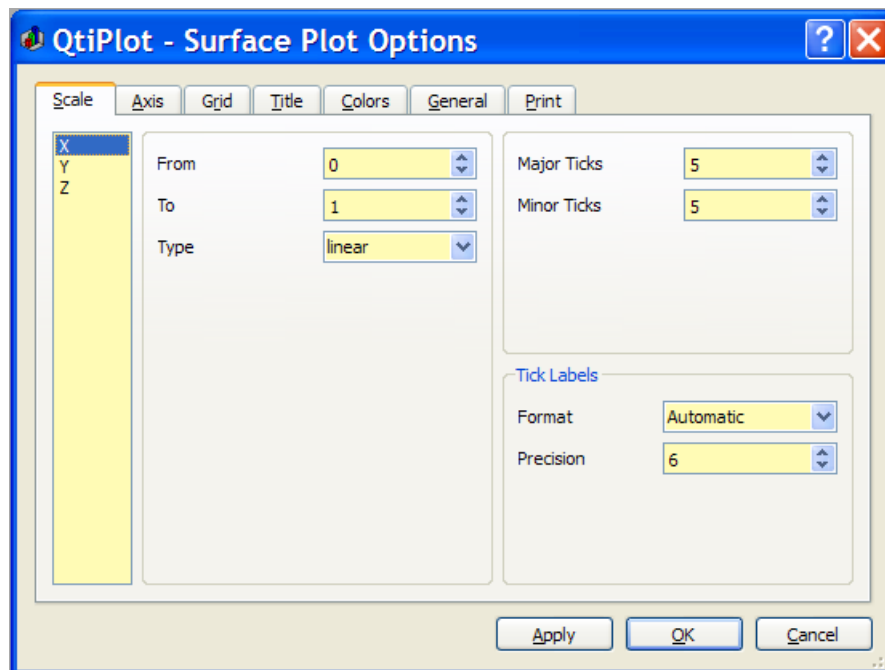 QtiPlot - Surface Plot Options
?
Scale Axis Grid Title Colors General Print
X
Y
Z
From 0
To 1
Type linear
Major Ticks 5
Minor Ticks 5
Tick Labels
Format Automatic
Precision 6
Apply OK Cancel